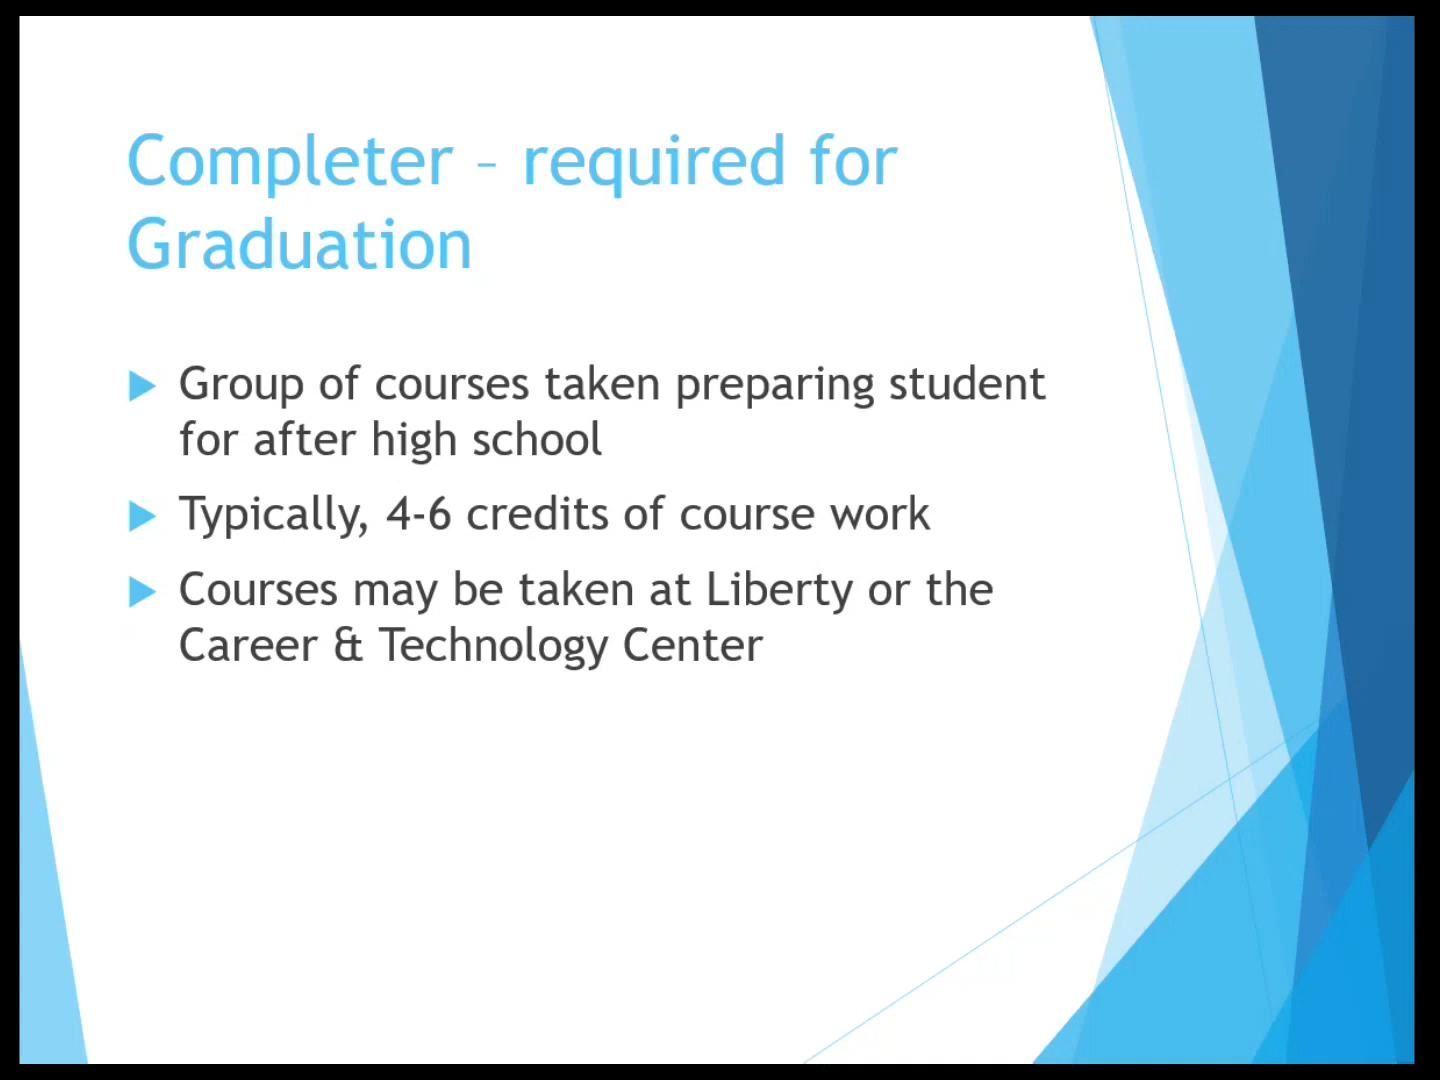 Completer – required for
Graduation
Group of courses taken preparing student
for after high school
Typically, 4-6 credits of course work
Courses may be taken at Liberty or the
Career & Technology Center